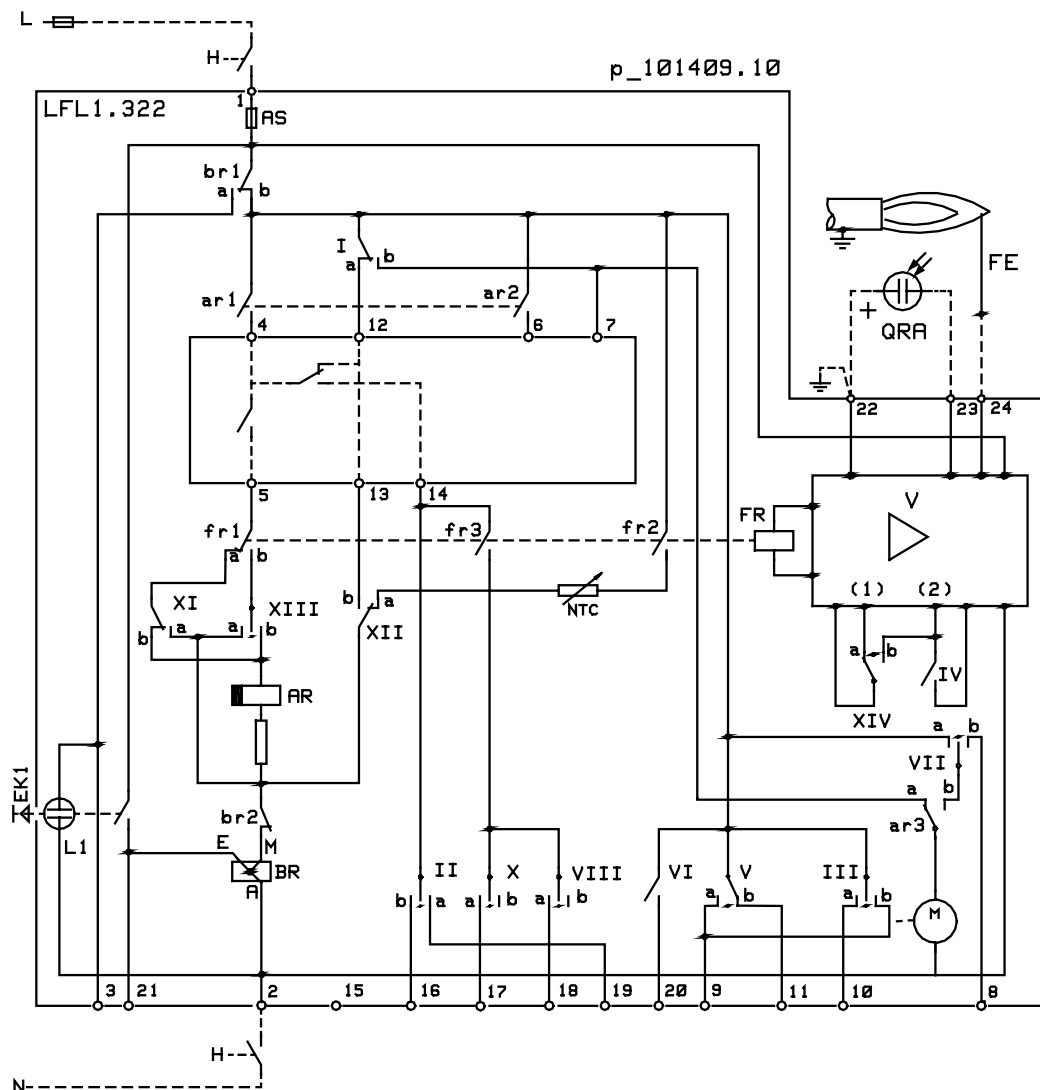 L
H
p_101409.10
1
LFL1.322
AS
br1
a b
I
a b
FE
ar1
ar2
+
QRA
4 12 6 7
22 23 24
5 13 14
V
fr1
fr3
fr2
FR
a b
XI
XIII
b a
NTC
(1) (2)
b a a b
XII
a b IV
AR
XIV
a b
VII
EK1
a b
br2
ar3
L1
E M
BR
A
II X VIII VI V III
b a a b a b a b a b
M
3 21 2 15 16 17 18 19 20 9 11 10 8
H
N